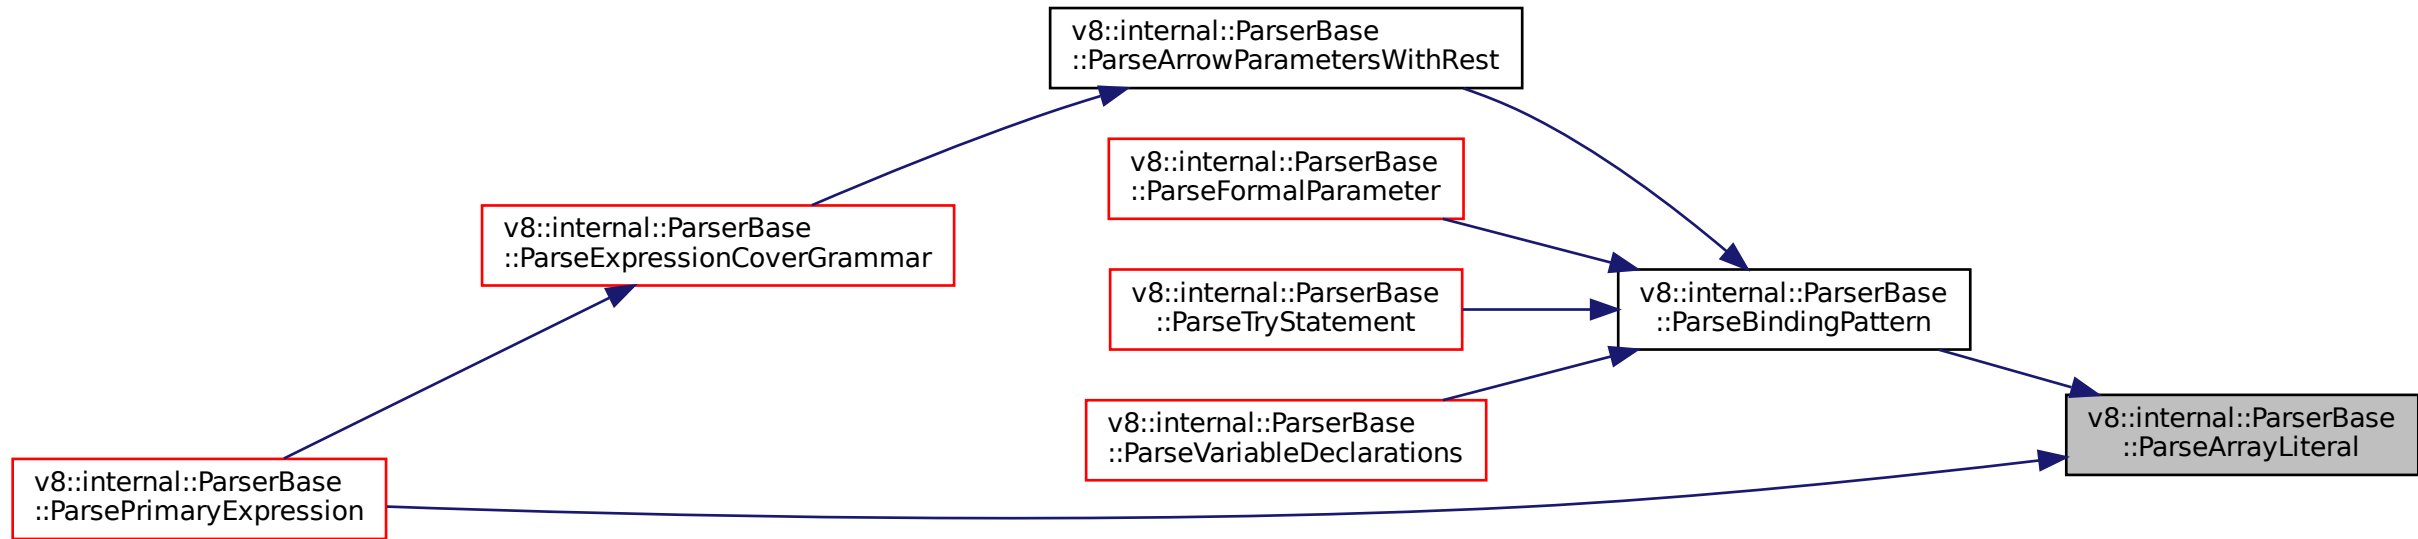 v8::internal::ParserBase
::ParseArrowParametersWithRest
v8::internal::ParserBase
::ParseFormalParameter
v8::internal::ParserBase
::ParseExpressionCoverGrammar
v8::internal::ParserBase
::ParseTryStatement
v8::internal::ParserBase
::ParseBindingPattern
v8::internal::ParserBase
::ParseVariableDeclarations
v8::internal::ParserBase
::ParseArrayLiteral
v8::internal::ParserBase
::ParsePrimaryExpression